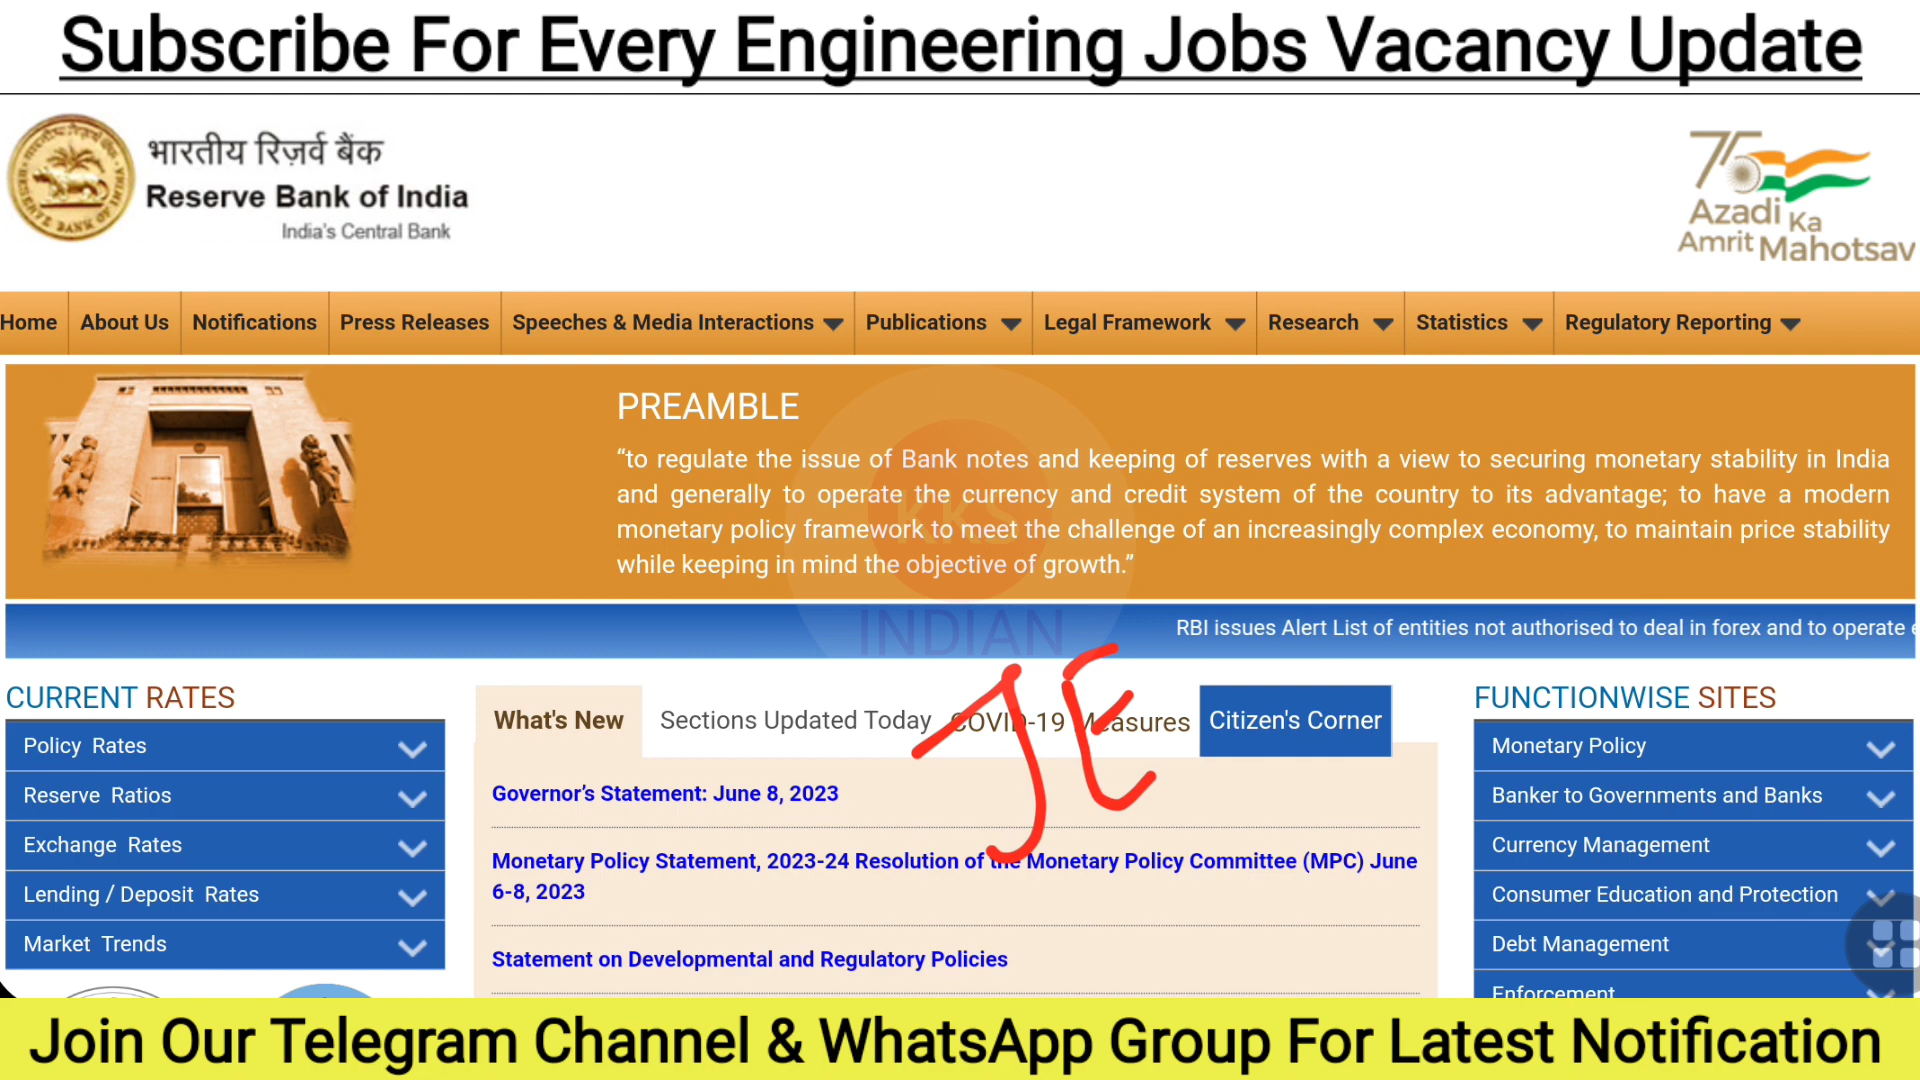 Subscribe For Every Engineering Jobs Vacancy Update
भारतीय रिज़र्व बैंक
Reserve Bank of India
India's Central Bank
75
Azadi Ka
Amrit Mahotsav
Home About Us Notifications Press Releases Speeches & Media Interactions Publications Legal Framework Research Statistics Regulatory Reporting
PREAMBLE
“to regulate the issue of Bank notes and keeping of reserves with a view to securing monetary stability in India
and generally to operate the currency and credit system of the country to its advantage; to have a modern
monetary policy framework to meet the challenge of an increasingly complex economy, to maintain price stability
while keeping in mind the objective of growth.”
KKS
INDIAN
RBI issues Alert List of entities not authorised to deal in forex and to operate
JE
CURRENT RATES
Policy Rates
Reserve Ratios
Exchange Rates
Lending / Deposit Rates
Market Trends
What's New Sections Updated Today COVID-19 Measures Citizen's Corner
Governor’s Statement: June 8, 2023
Monetary Policy Statement, 2023-24 Resolution of the Monetary Policy Committee (MPC) June
6-8, 2023
Statement on Developmental and Regulatory Policies
FUNCTIONWISE SITES
Monetary Policy
Banker to Governments and Banks
Currency Management
Consumer Education and Protection
Debt Management
Enforcement
Join Our Telegram Channel & WhatsApp Group For Latest Notification